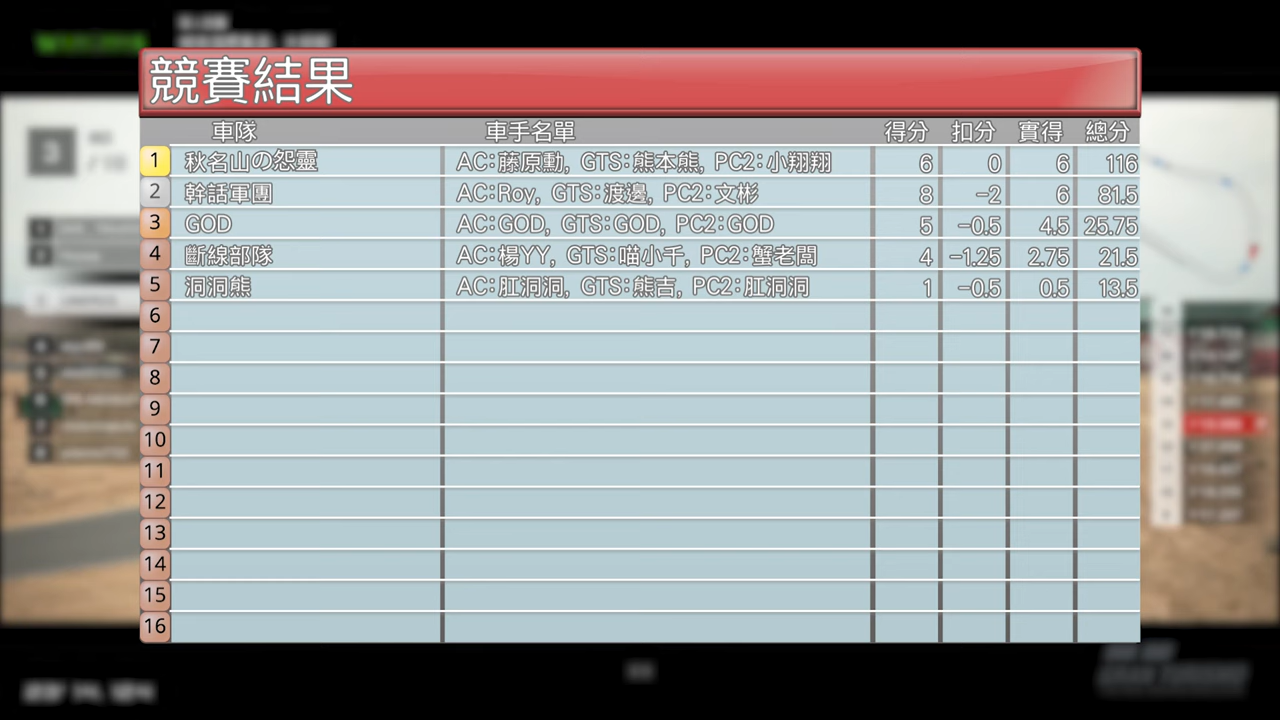 競賽結果
車隊 車手名單 得分 扣分 實得 總分
1 秋名山の怨靈 AC:藤原勳, GTS:熊本熊, PC2:小翔翔 6 0 6 116
2 幹話軍團 AC:Roy, GTS:渡邊, PC2:文彬 8 -2 6 81.5
3 GOD AC:GOD, GTS:GOD, PC2:GOD 5 -0.5 4.5 25.75
4 斷線部隊 AC:楊YY, GTS:喵小千, PC2:蟹老闆 4 -1.25 2.75 21.5
5 洞洞熊 AC:肛洞洞, GTS:熊吉, PC2:肛洞洞 1 -0.5 0.5 13.5
6
7
8
9
10
11
12
13
14
15
16